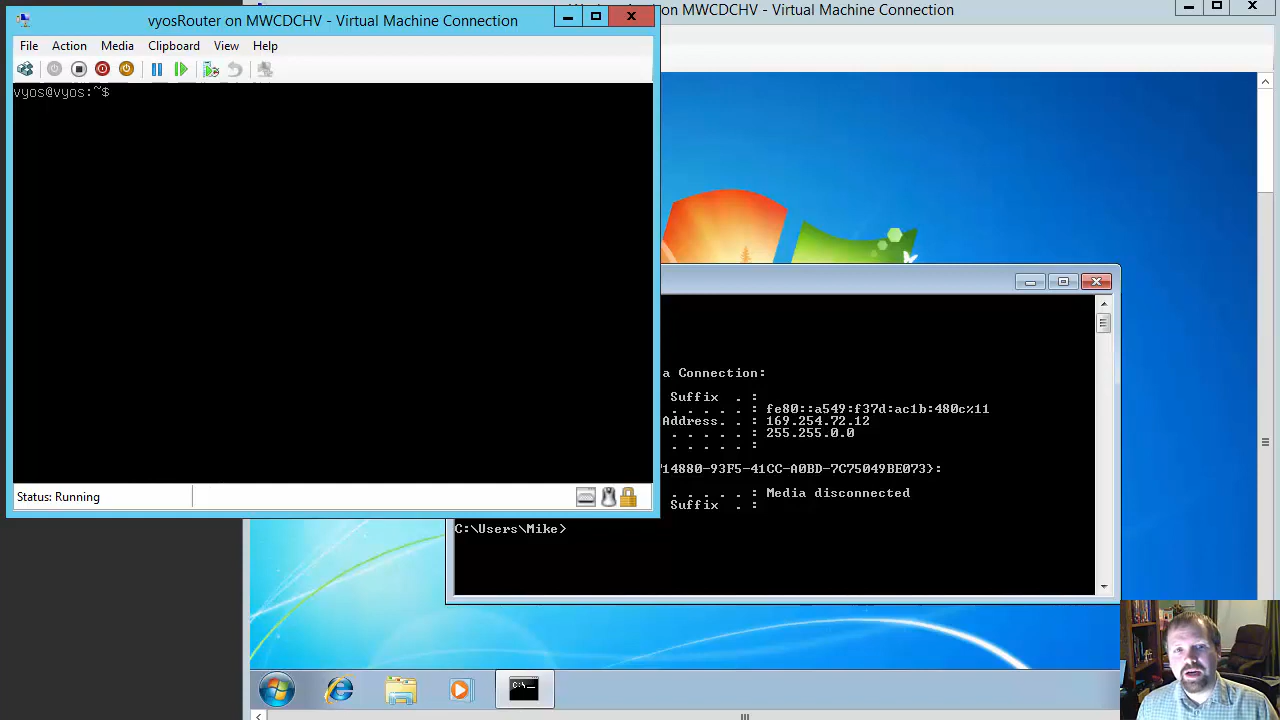 vyosRouter on MWCDCHV - Virtual Machine Connection
on MWCDCHV - Virtual Machine Connection
File Action Media Clipboard View Help
vyos@vyos:~$
Status: Running
a Connection:
Suffix . :
. . . . . : fe80::a549:f37d:ac1b:480c%11
Address. . : 169.254.72.12
. . . . . : 255.255.0.0
. . . . . :
14880-93F5-41CC-A0BD-7C75049BE073}:
. . . . . : Media disconnected
Suffix . :
C:\Users\Mike>
C:\_